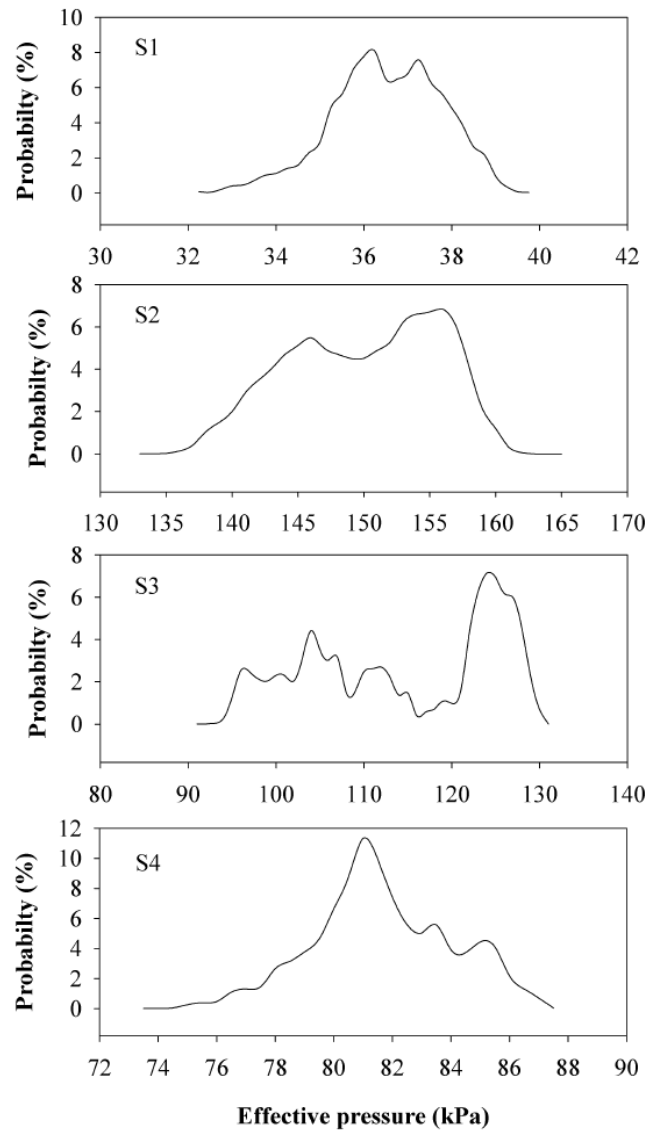 10
8
6
4
2
0
Probabilty (%)
S1
30 32 34 36 38 40 42
8
6
4
2
0
Probabilty (%)
S2
130 135 140 145 150 155 160 165 170
8
6
4
2
0
Probabilty (%)
S3
80 90 100 110 120 130 140
12
10
8
6
4
2
0
Probabilty (%)
S4
72 74 76 78 80 82 84 86 88 90
Effective pressure (kPa)